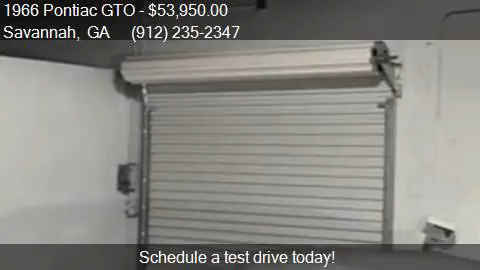 1966 Pontiac GTO - $53,950.00
Savannah, GA (912) 235-2347
Schedule a test drive today!